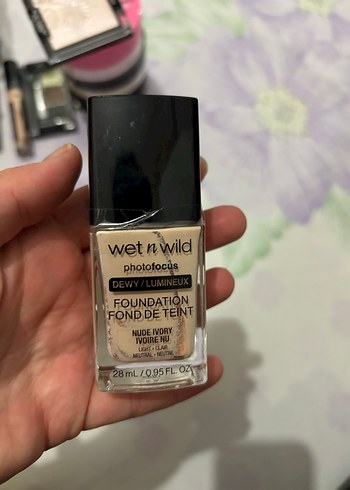 wet n wild
photofocus
DEWY / LUMINEUX
FOUNDATION
FOND DE TEINT
NUDE IVORY
IVOIRE NU
LIGHT - CLAIR
NEUTRAL - NEUTRE
28 mL / 0.95 FL. OZ.